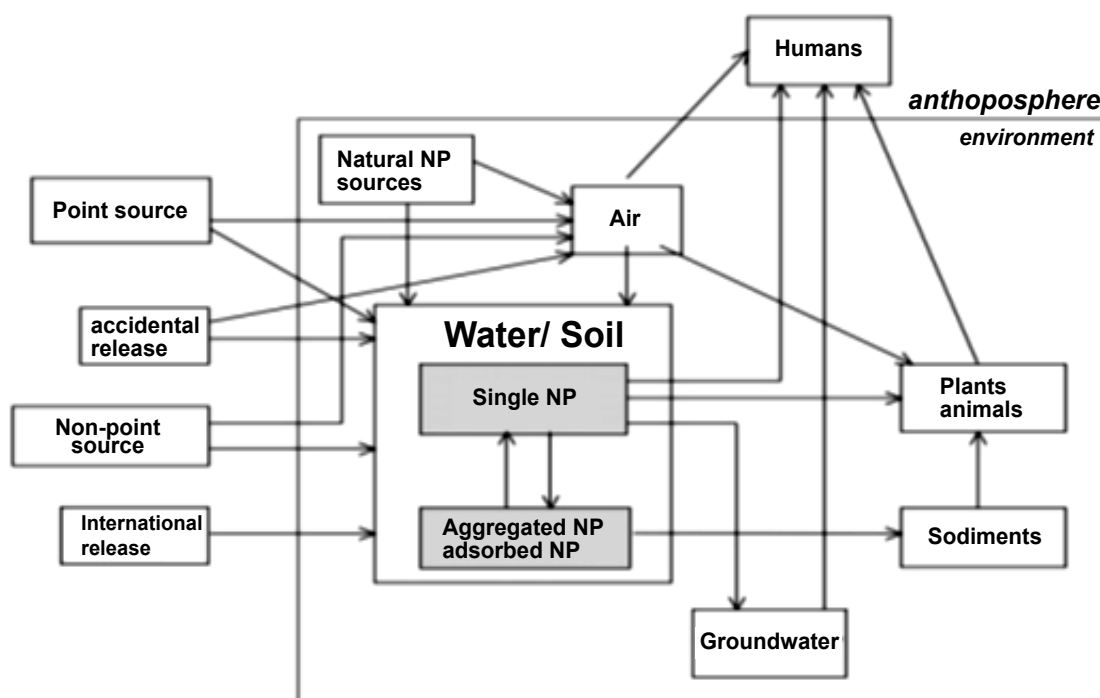 Humans
anthoposphere
environment
Natural NP
sources
Point source
Air
accidental
release
Water/ Soil
Single NP
Plants
animals
Non-point
source
International
release
Aggregated NP
adsorbed NP
Sodiments
Groundwater